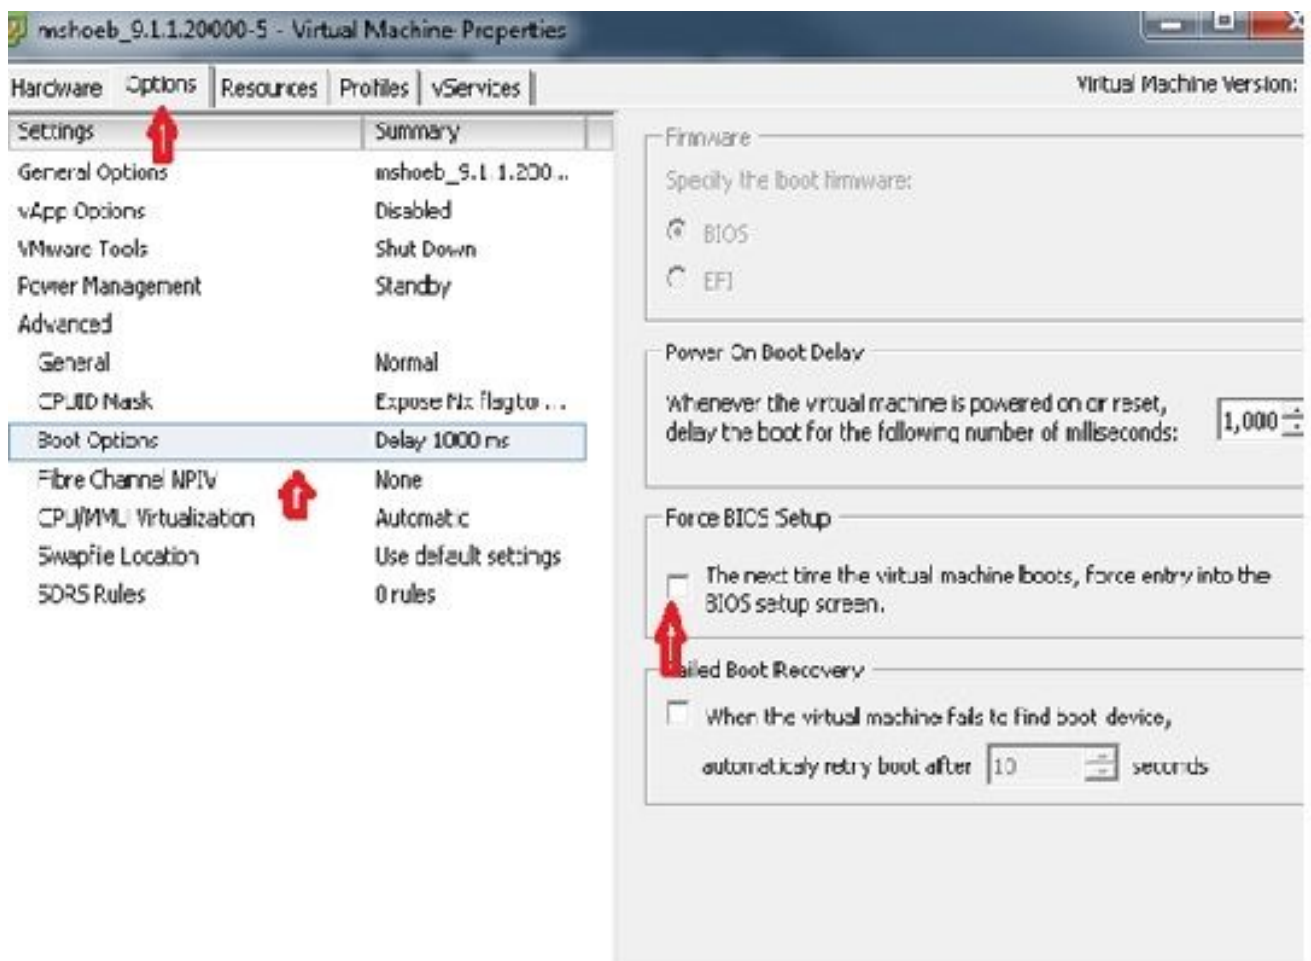 mshoeb_9.1.1.20000-5 - Virtual Machine Properties
Hardware Options Resources Profiles vServices Virtual Machine Version:
Settings Summary
General Options mshoeb_9.1.1.200...
vApp Options Disabled
VMware Tools Shut Down
Power Management Standby
Advanced
General Normal
CPUID Mask Expose Nx flag to ...
Boot Options Delay 1000 ms
Fibre Channel NPIV None
CPU/MMU Virtualization Automatic
Swapfile Location Use default settings
SDRS Rules 0 rules
Firmware
Specify the boot firmware:
BIOS
EFI
Power On Boot Delay
Whenever the virtual machine is powered on or reset,
delay the boot for the following number of milliseconds: 1,000
Force BIOS Setup
The next time the virtual machine boots, force entry into the
BIOS setup screen.
Failed Boot Recovery
When the virtual machine fails to find boot device,
automatically retry boot after 10 seconds